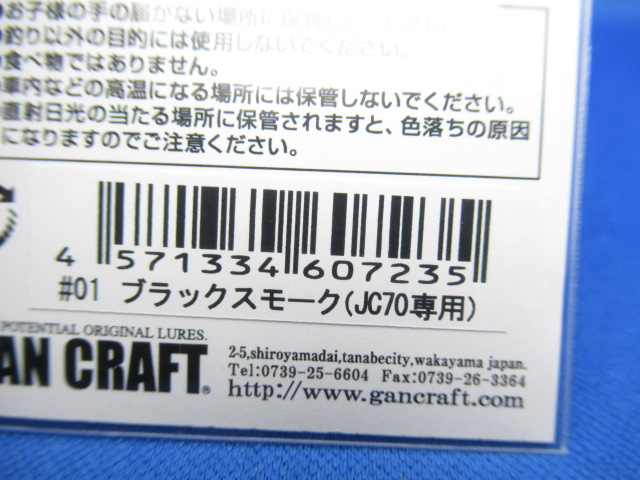 ●お子様の手の届かない場所に保管してください。
●釣り以外の目的には使用しないでください。
●食べ物ではありません。
●車内などの高温になる場所には保管しないでください。
●直射日光の当たる場所に保管されますと、色落ちの原因
になりますのでご注意ください。
4 571334 607235
#01 ブラックスモーク(JC70専用)
POTENTIAL ORIGINAL LURES.
AN CRAFT®
2-5,shiroyamadai,tanabecity,wakayama japan.
Tel:0739-25-6604 Fax:0739-26-3364
http://www.gancraft.com